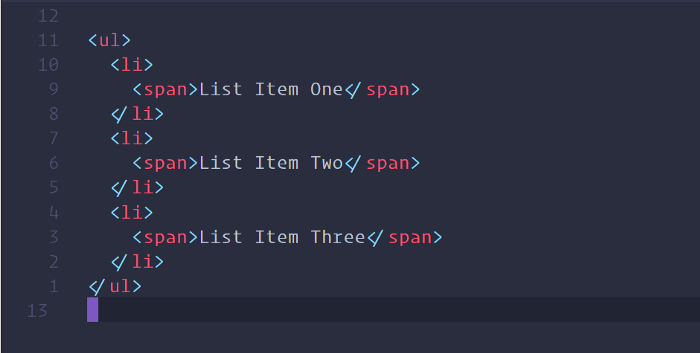 12
11 <ul>
10   <li>
9     <span>List Item One</span>
8   </li>
7   <li>
6     <span>List Item Two</span>
5   </li>
4   <li>
3     <span>List Item Three</span>
2   </li>
1 </ul>
13